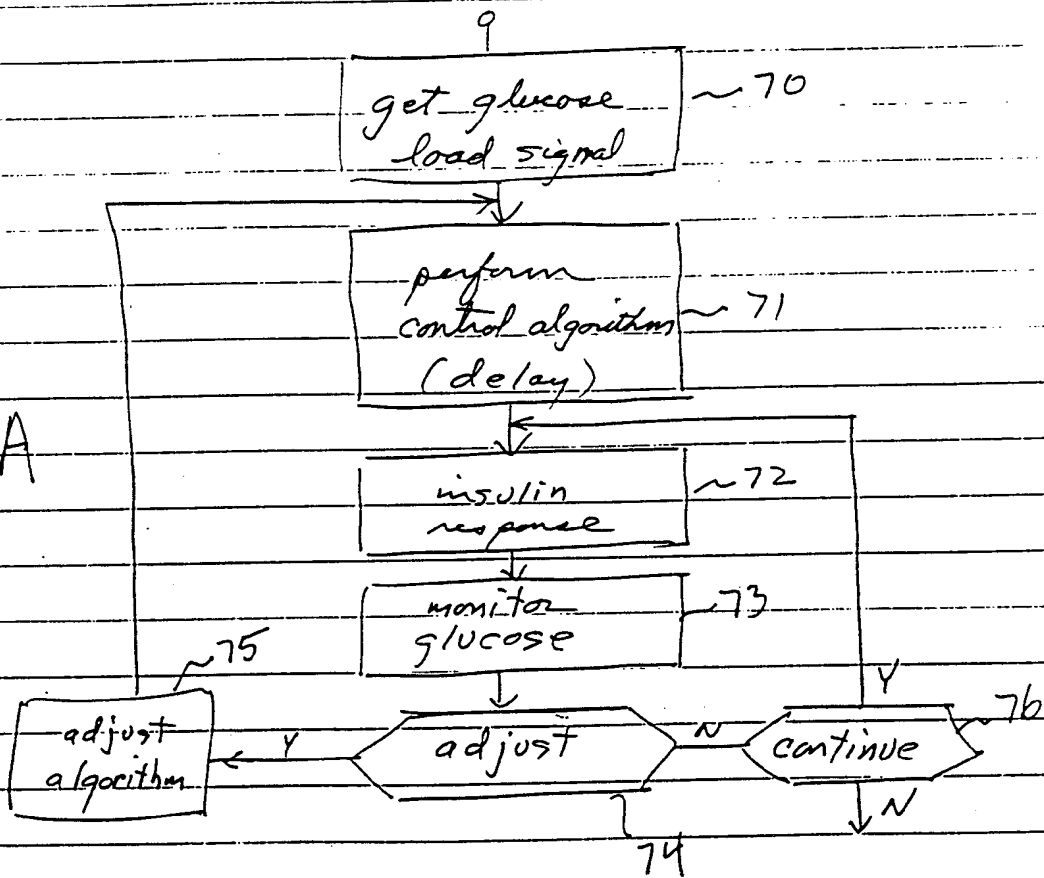 9
get glucose
load signal
70
perform
control algorithm
(delay)
71
A
insulin
response
72
monitor
glucose
73
75
adjust
algorithm
Y
adjust
74
N
continue
76
Y
N